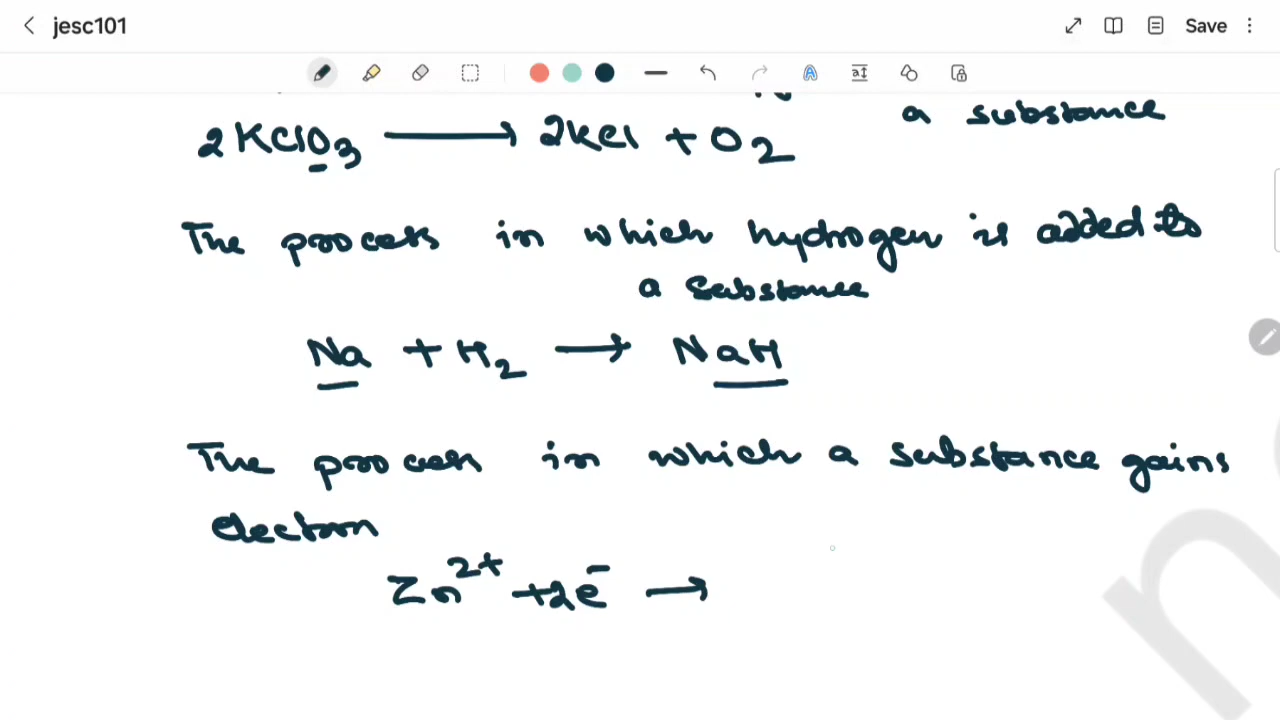 jesc101
Save
a substance
2KClO3 → 2KCl + O2
The process in which hydrogen is added to
a substance
Na + H2 → NaH
The process in which a substance gains
electron
Zn²⁺ + 2e⁻ →